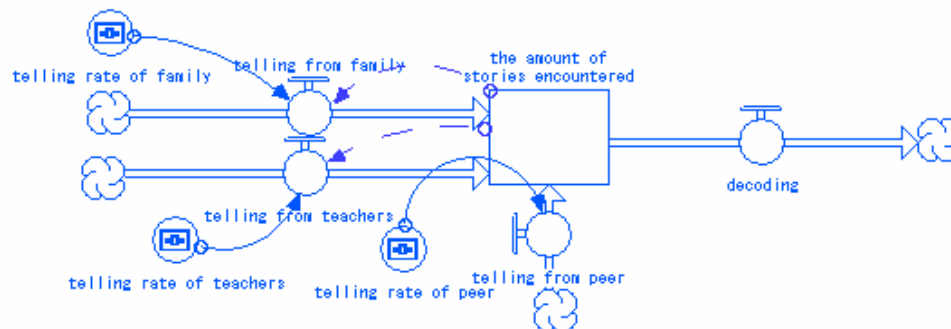 the amount of
stories encountered
telling from family
telling rate of family
decoding
telling from teachers
telling rate of teachers
telling rate of peer
telling from peer